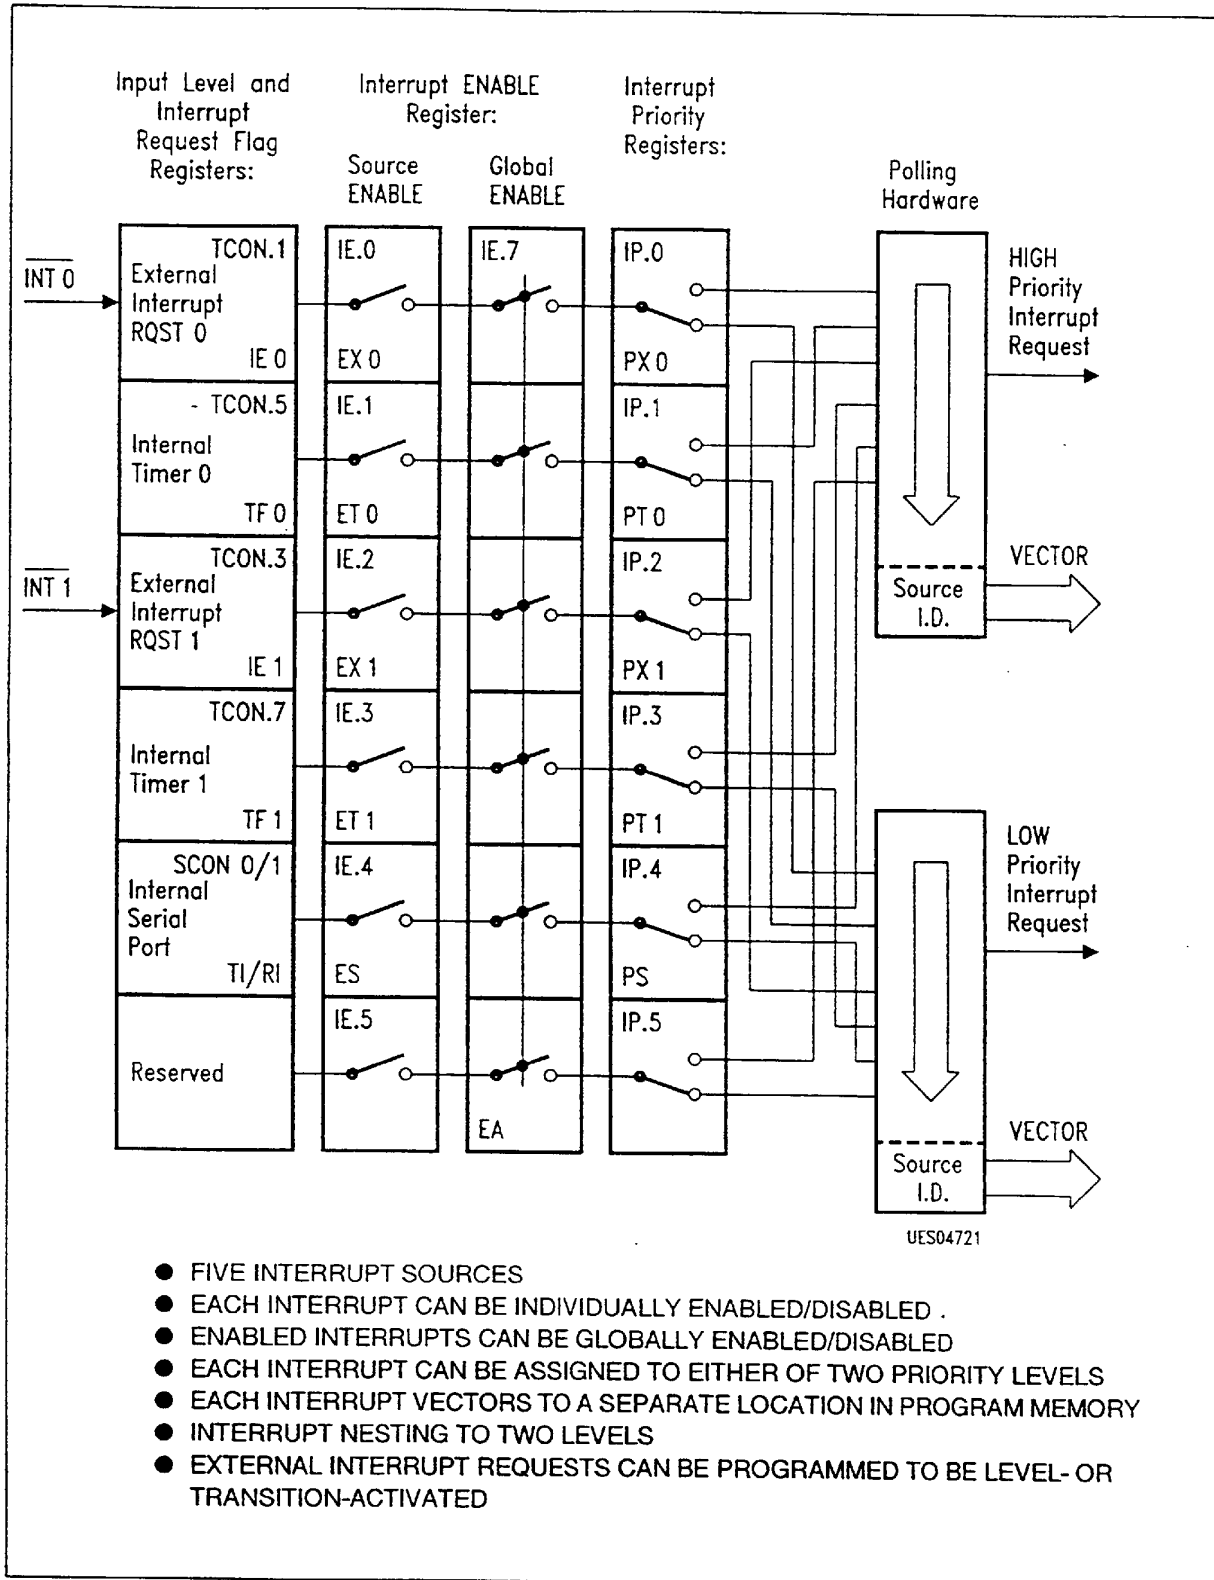 Input Level and
Interrupt
Request Flag
Registers:
Interrupt ENABLE
Register:
Source
ENABLE
Global
ENABLE
Interrupt
Priority
Registers:
Polling
Hardware
INT 0
TCON.1
External
Interrupt
RQST 0
IE 0
IE.0
EX 0
IE.7
IP.0
PX 0
HIGH
Priority
Interrupt
Request
TCON.5
Internal
Timer 0
TF 0
IE.1
ET 0
IP.1
PT 0
INT 1
TCON.3
External
Interrupt
RQST 1
IE 1
IE.2
EX 1
IP.2
PX 1
Source
I.D.
VECTOR
TCON.7
Internal
Timer 1
TF 1
IE.3
ET 1
IP.3
PT 1
SCON 0/1
Internal
Serial
Port
TI/RI
IE.4
ES
IP.4
PS
LOW
Priority
Interrupt
Request
Reserved
IE.5
EA
IP.5
Source
I.D.
VECTOR
UES04721
● FIVE INTERRUPT SOURCES
● EACH INTERRUPT CAN BE INDIVIDUALLY ENABLED/DISABLED .
● ENABLED INTERRUPTS CAN BE GLOBALLY ENABLED/DISABLED
● EACH INTERRUPT CAN BE ASSIGNED TO EITHER OF TWO PRIORITY LEVELS
● EACH INTERRUPT VECTORS TO A SEPARATE LOCATION IN PROGRAM MEMORY
● INTERRUPT NESTING TO TWO LEVELS
● EXTERNAL INTERRUPT REQUESTS CAN BE PROGRAMMED TO BE LEVEL- OR
TRANSITION-ACTIVATED